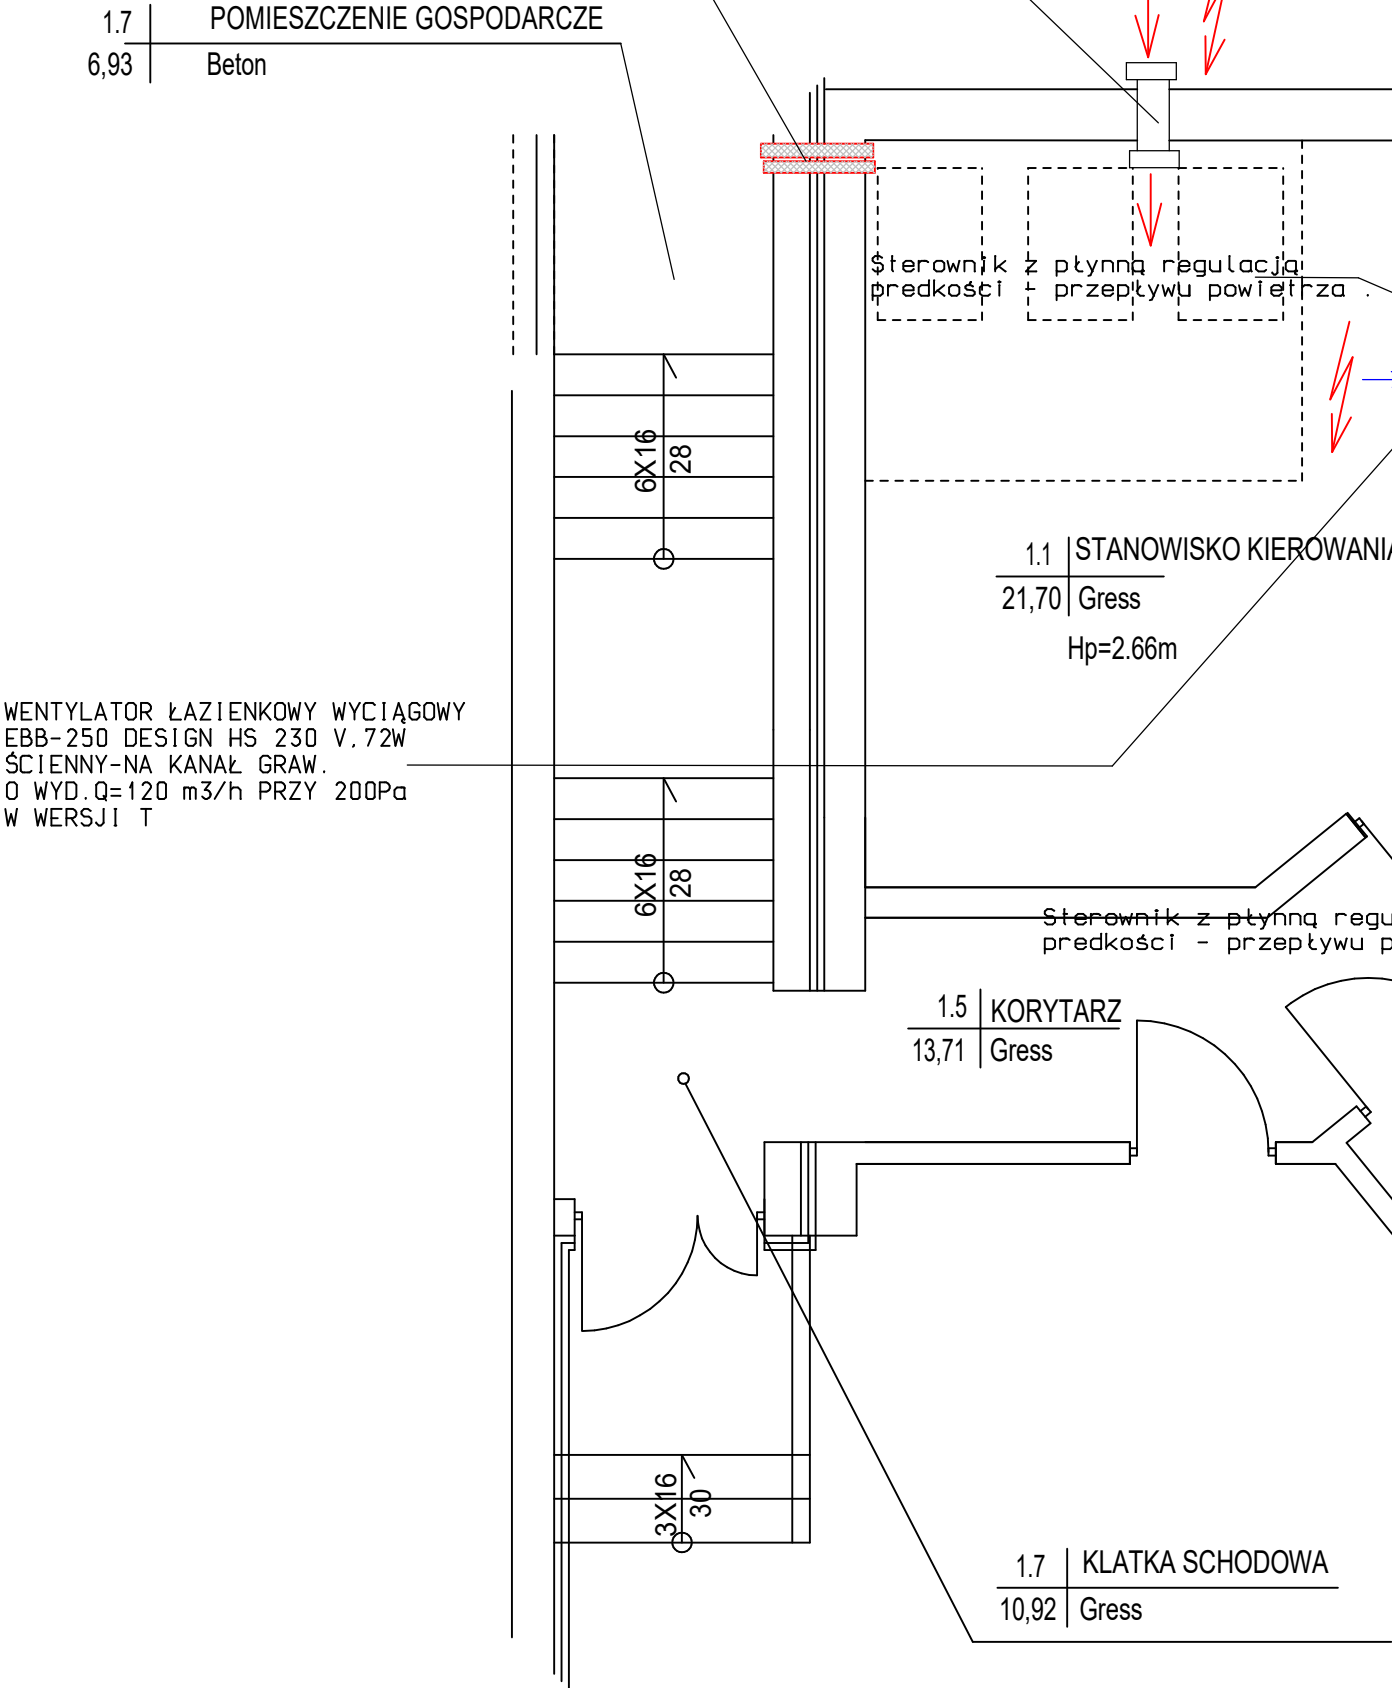 1.7 POMIESZCZENIE GOSPODARCZE
6,93 Beton
Sterownik z płynną regulacją
predkości - przepływu powietrza .
6X16
28
1.1 STANOWISKO KIEROWANIA
21,70 Gress
Hp=2.66m
WENTYLATOR ŁAZIENKOWY WYCIĄGOWY
EBB-250 DESIGN HS 230 V,72W
ŚCIENNY-NA KANAŁ GRAW.
O WYD.Q=120 m3/h PRZY 200Pa
W WERSJI T
6X16
28
Sterownik z płynną regu
predkości - przepływu p
1.5 KORYTARZ
13,71 Gress
3X16
30
1.7 KLATKA SCHODOWA
10,92 Gress